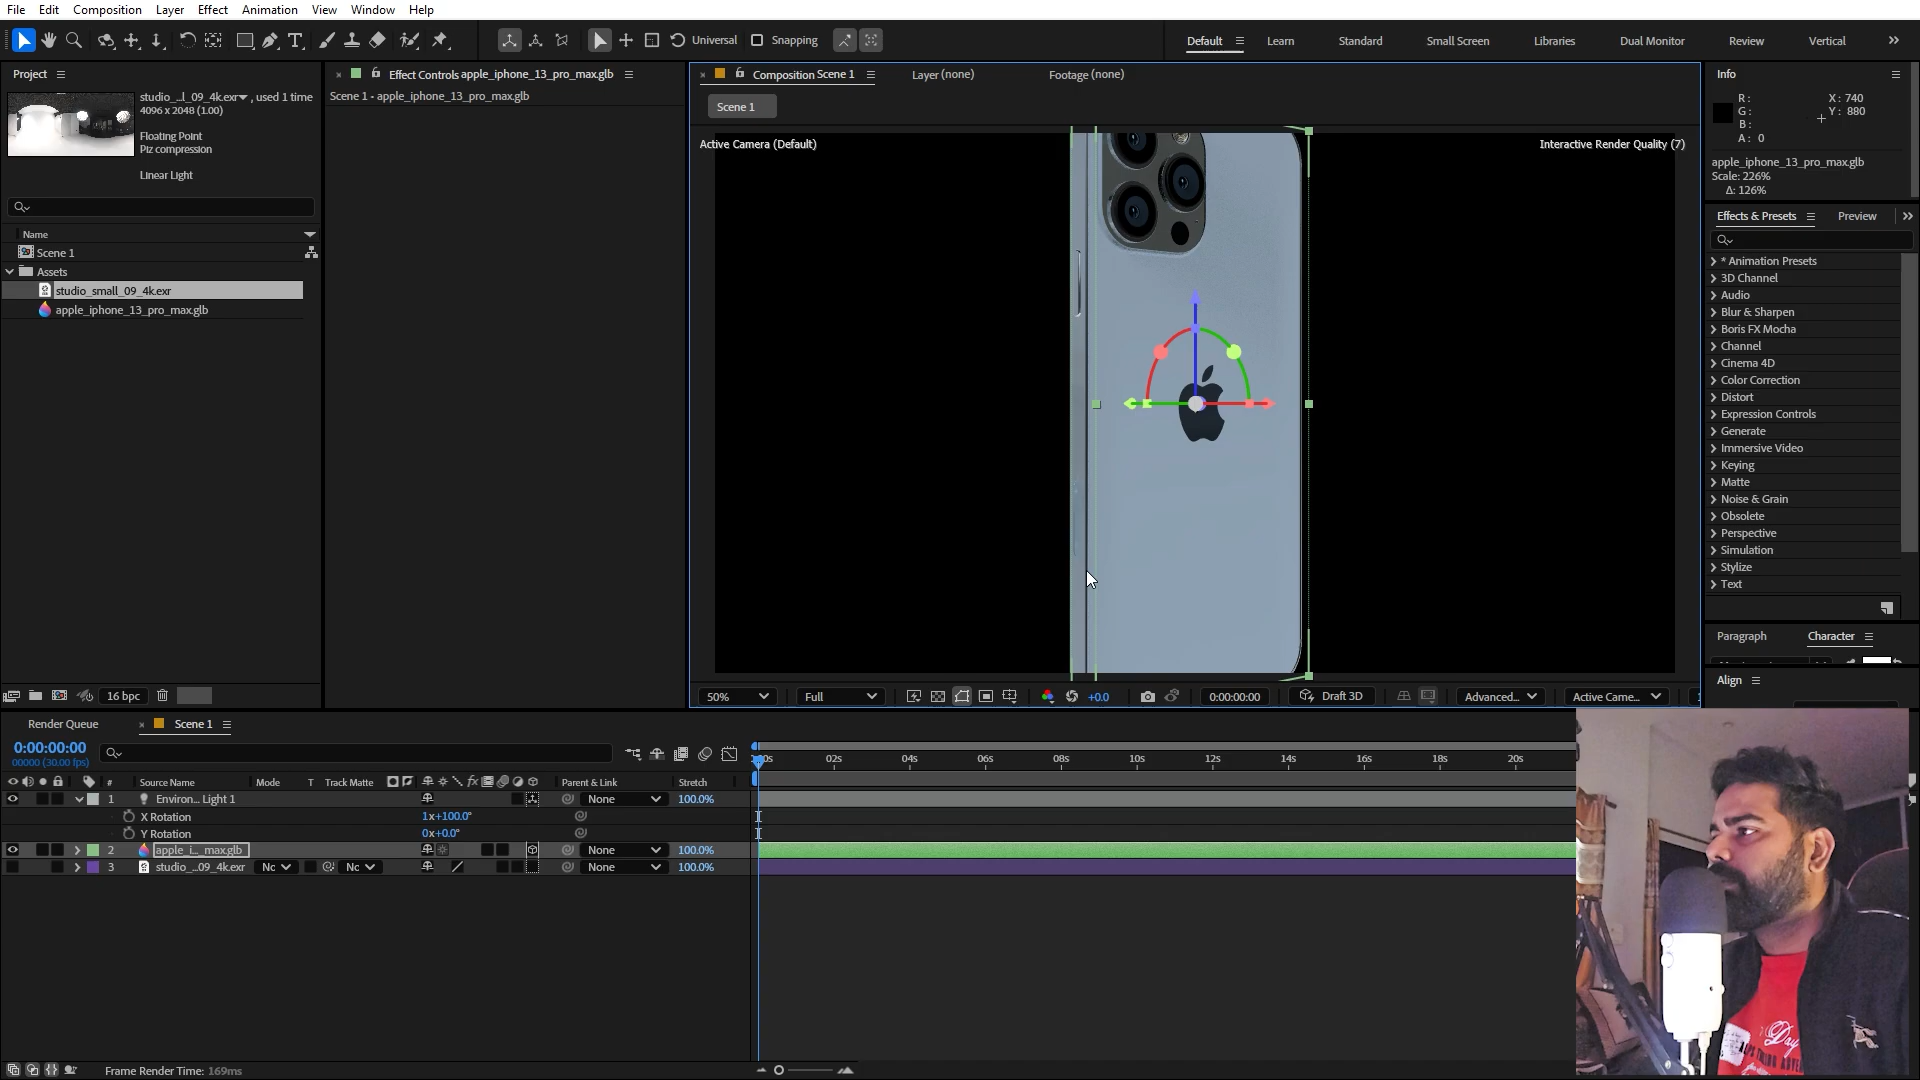 File Edit Composition Layer Effect Animation View Window Help
Universal Snapping Default Learn Standard Small Screen Libraries Dual Monitor Review Vertical
Project
studio_...l_09_4k.exr , used 1 time
4096 x 2048 (1.00)
Floating Point
Piz compression
Linear Light
Name
Scene 1
Assets
studio_small_09_4k.exr
apple_iphone_13_pro_max.glb
16 bpc
Effect Controls apple_iphone_13_pro_max.glb
Scene 1 • apple_iphone_13_pro_max.glb
Composition Scene 1 Layer (none) Footage (none)
Scene 1
Active Camera (Default) Interactive Render Quality (7)
50% Full +0.0 0:00:00:00 Draft 3D Advanced... Active Came...
Info
R: X: 740
G: Y: 880
B:
A: 0
apple_iphone_13_pro_max.glb
Scale: 226%
Δ: 126%
Effects & Presets Preview
* Animation Presets
3D Channel
Audio
Blur & Sharpen
Boris FX Mocha
Channel
Cinema 4D
Color Correction
Distort
Expression Controls
Generate
Immersive Video
Keying
Matte
Noise & Grain
Obsolete
Perspective
Simulation
Stylize
Text
Paragraph Character
Align
Render Queue Scene 1
0:00:00:00
00000 (30.00 fps)
# Source Name Mode T Track Matte fx Parent & Link Stretch
02s 04s 06s 08s 10s 12s 14s 16s 18s 20s
1 Environ... Light 1 None 100.0%
X Rotation 1x+100.0°
Y Rotation 0x+0.0°
2 apple_i..._max.glb None 100.0%
3 studio_...09_4k.exr Nc Nc None 100.0%
Frame Render Time: 169ms